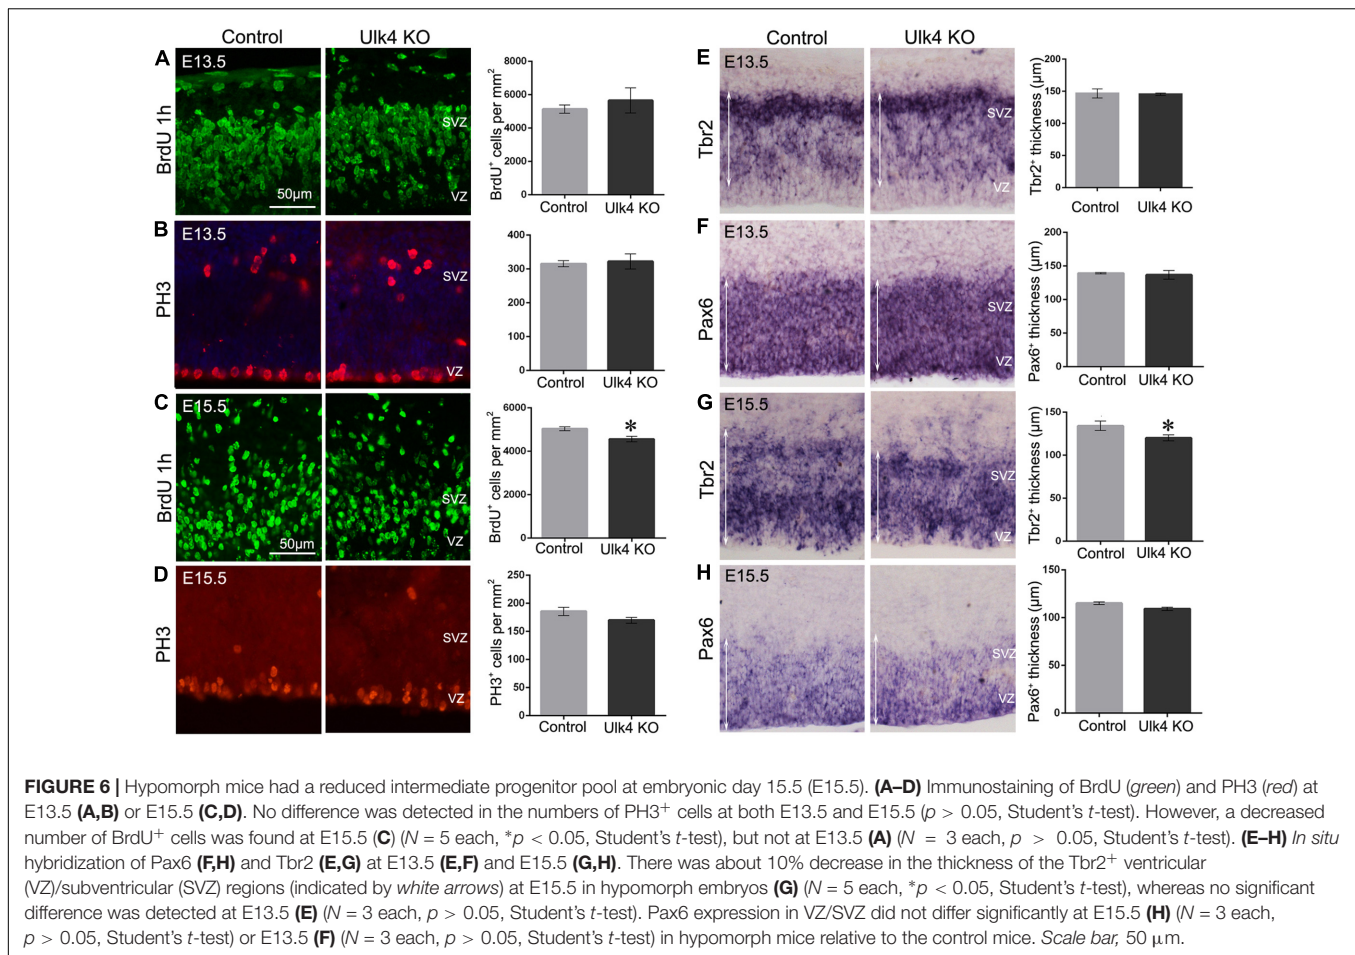 Control
Ulk4 KO
A
E13.5
BrdU 1h
SVZ
VZ
50µm
BrdU⁺ cells per mm²
8000
6000
4000
2000
0
Control
Ulk4 KO
B
E13.5
PH3
SVZ
VZ
400
300
200
100
0
Control
Ulk4 KO
C
E15.5
BrdU 1h
SVZ
VZ
50µm
BrdU⁺ cells per mm²
6000
4000
2000
0
*
Control
Ulk4 KO
D
E15.5
PH3
SVZ
VZ
PH3⁺ cells per mm²
250
200
150
100
50
0
Control
Ulk4 KO
Control
Ulk4 KO
E
E13.5
Tbr2
SVZ
VZ
Tbr2⁺ thickness (µm)
200
150
100
50
0
Control
Ulk4 KO
F
E13.5
Pax6
SVZ
VZ
Pax6⁺ thickness (µm)
200
150
100
50
0
Control
Ulk4 KO
G
E15.5
Tbr2
SVZ
VZ
Tbr2⁺ thickness (µm)
150
100
50
0
*
Control
Ulk4 KO
H
E15.5
Pax6
SVZ
VZ
Pax6⁺ thickness (µm)
150
100
50
0
Control
Ulk4 KO
FIGURE 6 | Hypomorph mice had a reduced intermediate progenitor pool at embryonic day 15.5 (E15.5). (A–D) Immunostaining of BrdU (green) and PH3 (red) at
E13.5 (A,B) or E15.5 (C,D). No difference was detected in the numbers of PH3⁺ cells at both E13.5 and E15.5 (p > 0.05, Student's t-test). However, a decreased
number of BrdU⁺ cells was found at E15.5 (C) (N = 5 each, *p < 0.05, Student's t-test), but not at E13.5 (A) (N = 3 each, p > 0.05, Student's t-test). (E–H) In situ
hybridization of Pax6 (F,H) and Tbr2 (E,G) at E13.5 (E,F) and E15.5 (G,H). There was about 10% decrease in the thickness of the Tbr2⁺ ventricular
(VZ)/subventricular (SVZ) regions (indicated by white arrows) at E15.5 in hypomorph embryos (G) (N = 5 each, *p < 0.05, Student's t-test), whereas no significant
difference was detected at E13.5 (E) (N = 3 each, p > 0.05, Student's t-test). Pax6 expression in VZ/SVZ did not differ significantly at E15.5 (H) (N = 3 each,
p > 0.05, Student's t-test) or E13.5 (F) (N = 3 each, p > 0.05, Student's t-test) in hypomorph mice relative to the control mice. Scale bar, 50 µm.